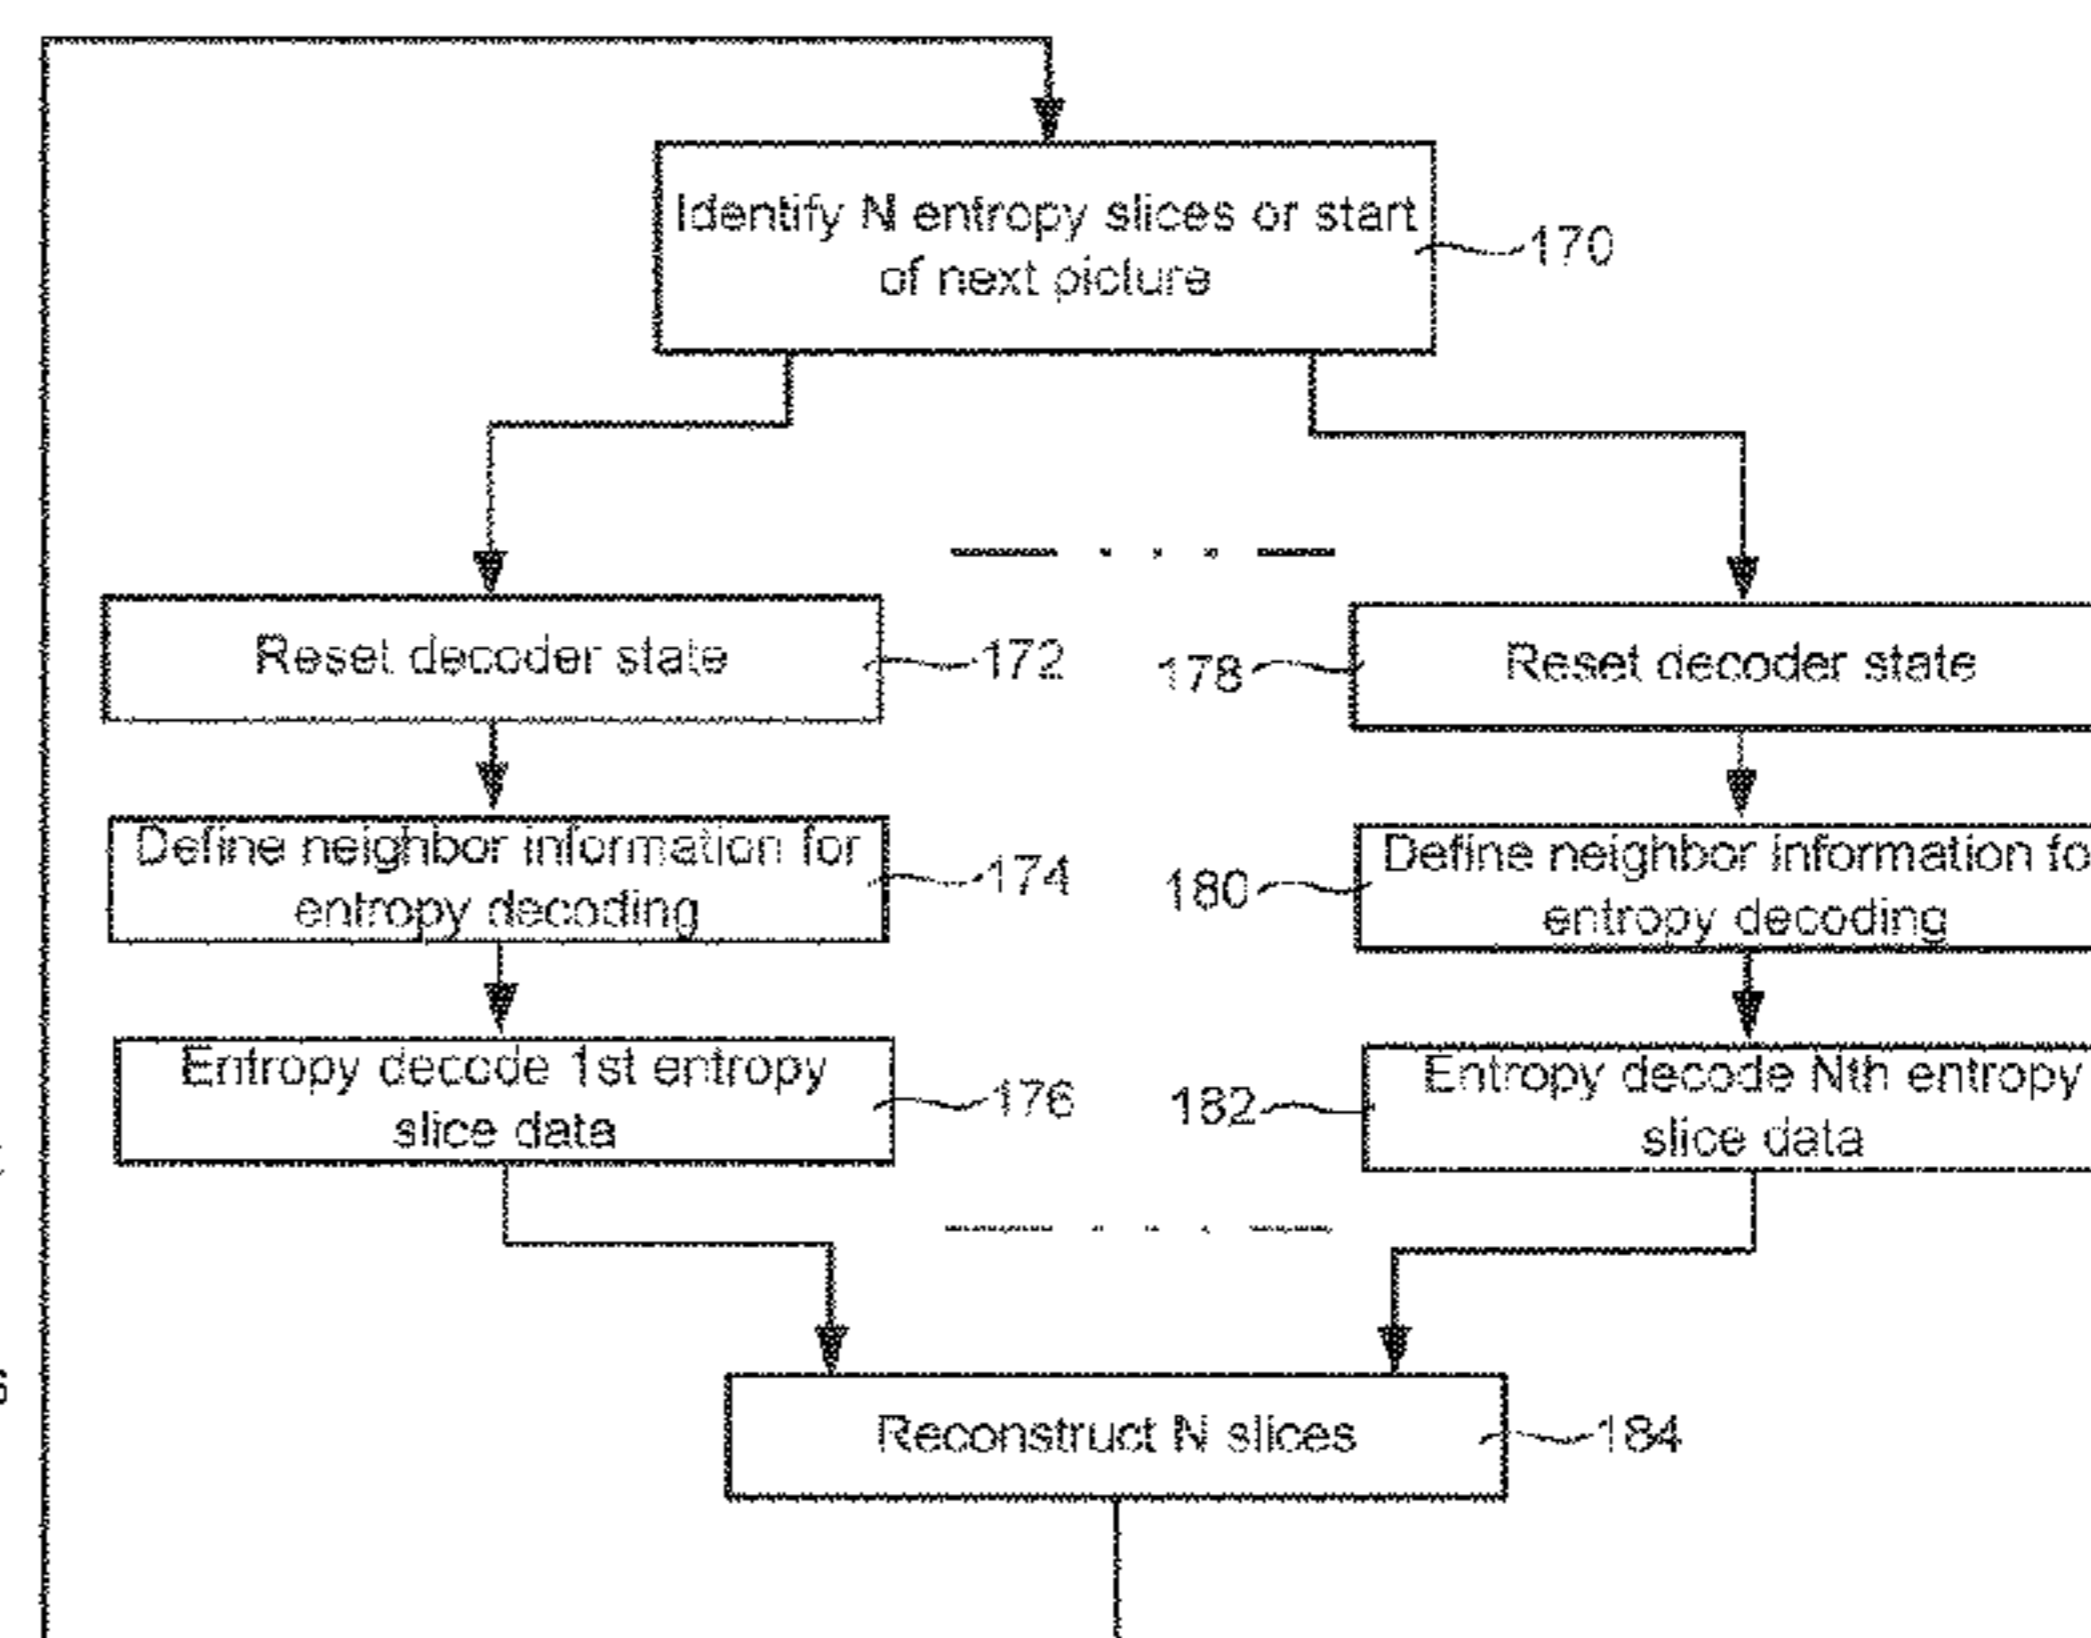 Identify N entropy slices or start
of next picture
170
Reset decoder state
172
178
Reset decoder state
Define neighbor information for
entropy decoding
174
180
Define neighbor information fo
entropy decoding
Entropy decode 1st entropy
slice data
176
182
Entropy decode Nth entropy
slice data
Reconstruct N slices
184